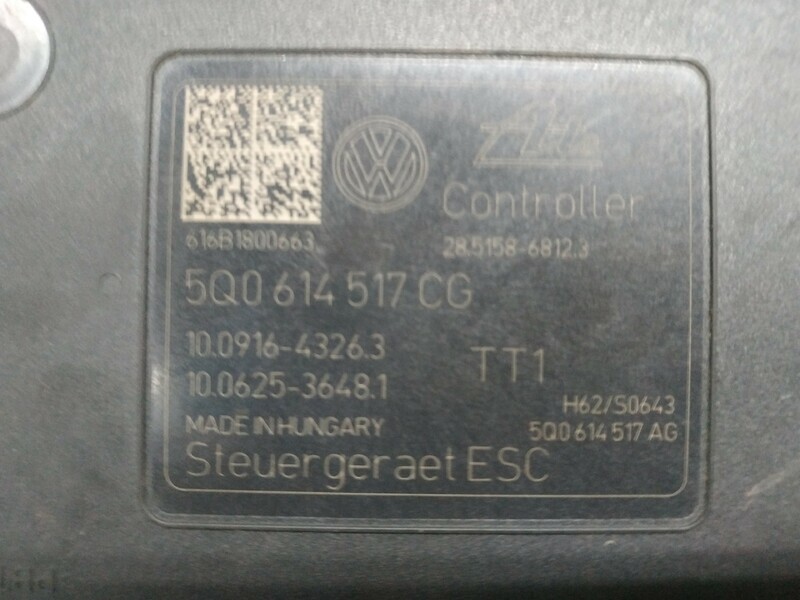 Ate
Controller
616B1800663
28.5158-6812.3
5Q0 614 517 CG
10.0916-4326.3
TT1
10.0625-3648.1
H62/S0643
MADE IN HUNGARY
5Q0 614 517 AG
Steuergeraet ESC